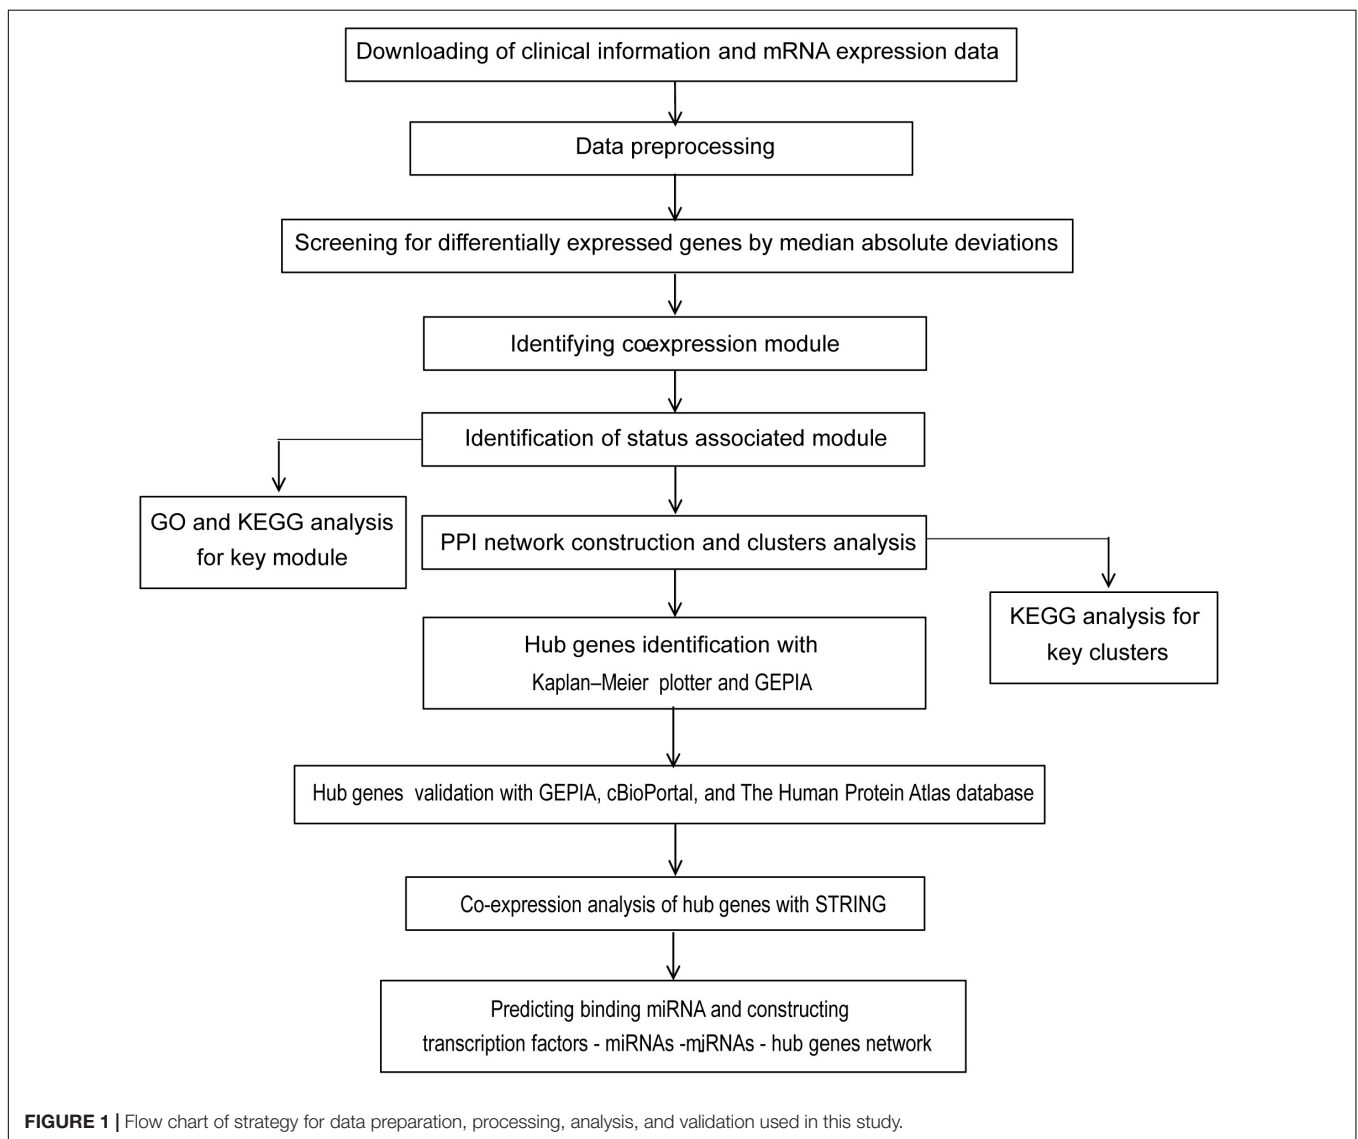 Downloading of clinical information and mRNA expression data
Data preprocessing
Screening for differentially expressed genes by median absolute deviations
Identifying co-expression module
Identification of status associated module
GO and KEGG analysis
for key module
PPI network construction and clusters analysis
KEGG analysis for
key clusters
Hub genes identification with
Kaplan–Meier plotter and GEPIA
Hub genes validation with GEPIA, cBioPortal, and The Human Protein Atlas database
Co-expression analysis of hub genes with STRING
Predicting binding miRNA and constructing
transcription factors - miRNAs -miRNAs - hub genes network
FIGURE 1 | Flow chart of strategy for data preparation, processing, analysis, and validation used in this study.